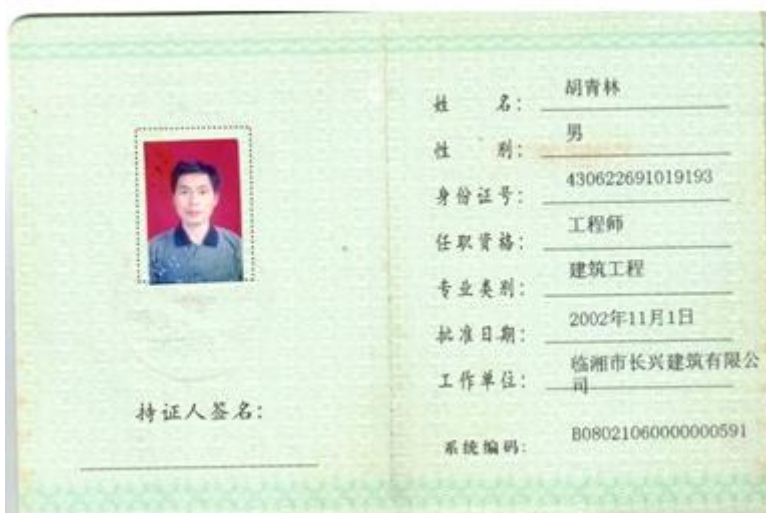 持证人签名:
姓 名: 胡青林
性 别: 男
身份证号: 430622691019193
任职资格: 工程师
专业类别: 建筑工程
批准日期: 2002年11月1日
工作单位: 临湘市长兴建筑有限公
司
系统编码: B08021060000000591